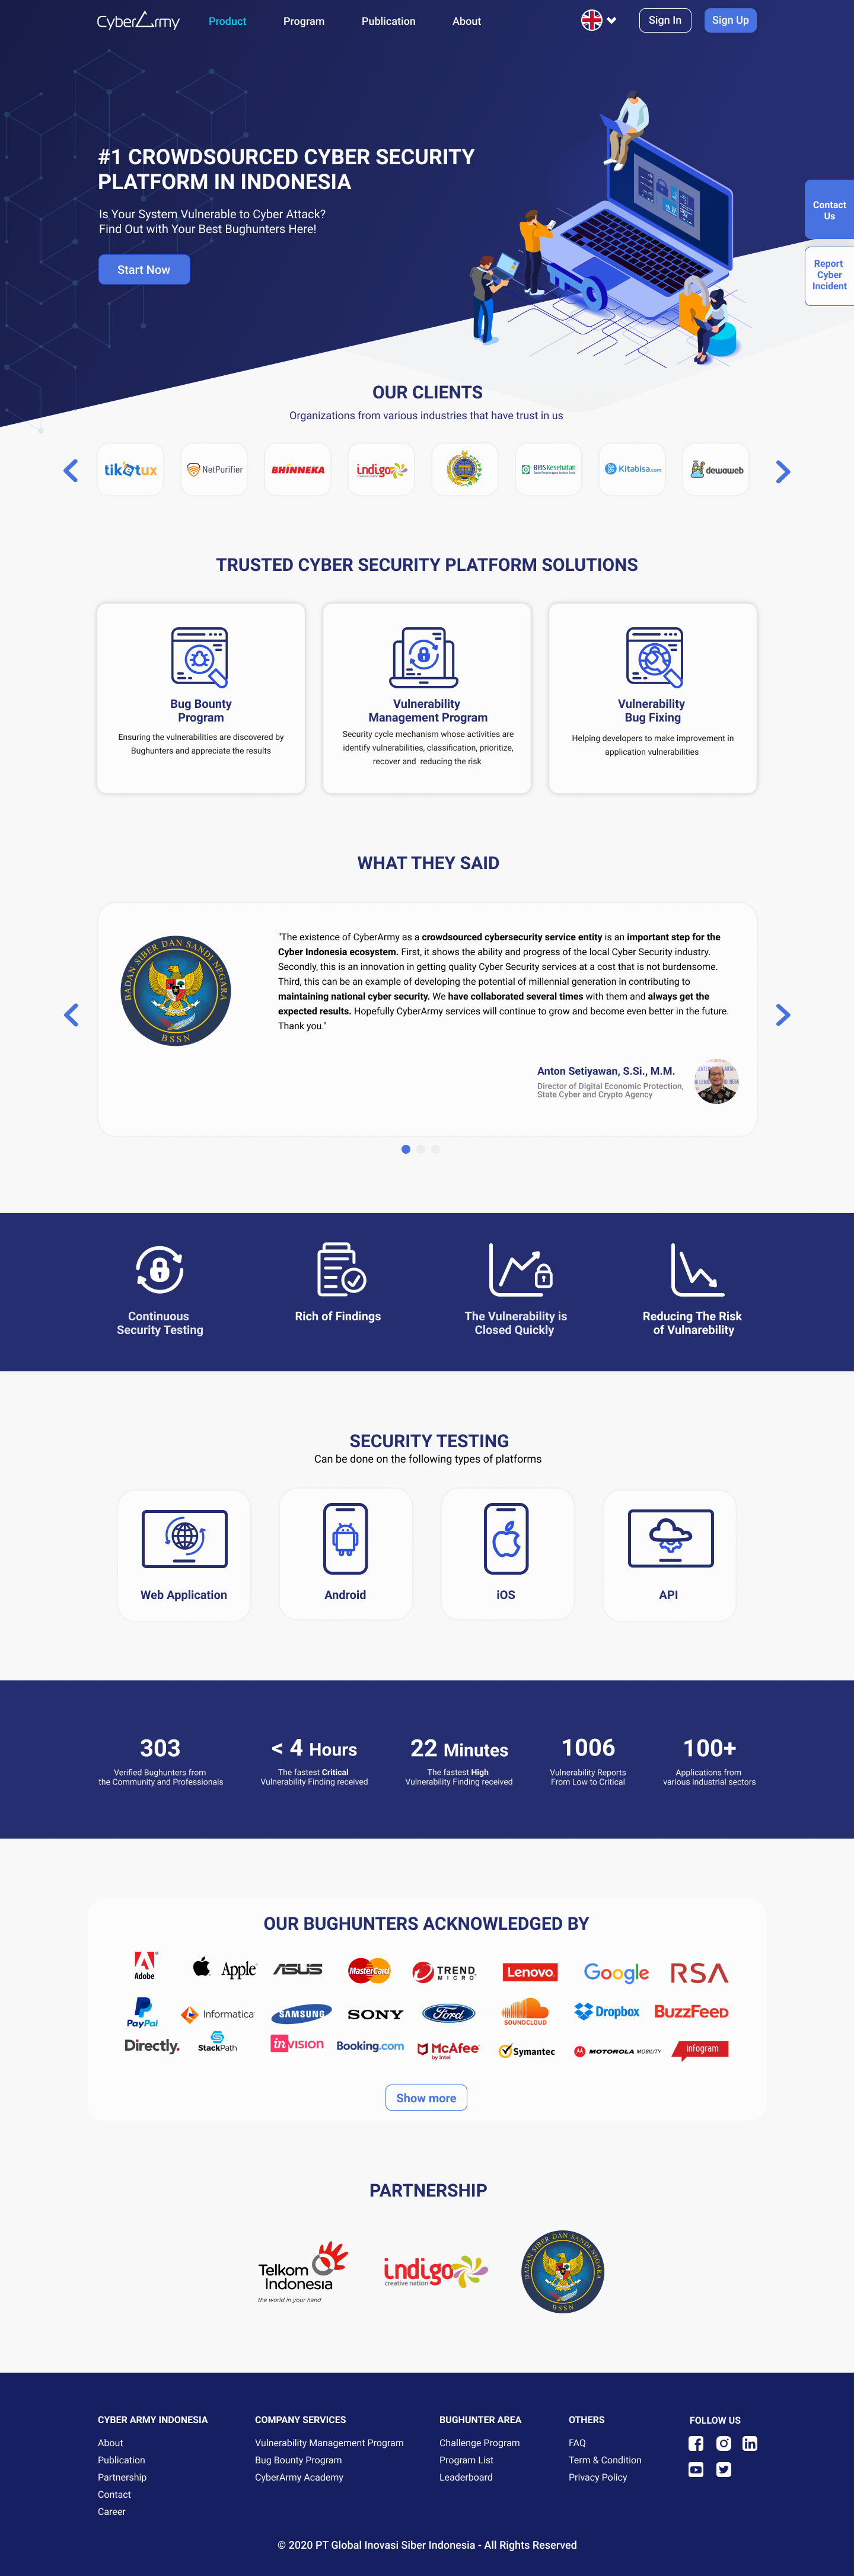 CyberArmy
Product
Program
Publication
About
Sign In
Sign Up
#1 CROWDSOURCED CYBER SECURITY
PLATFORM IN INDONESIA
Is Your System Vulnerable to Cyber Attack?
Find Out with Your Best Bughunters Here!
Start Now
Contact
Us
Report
Cyber
Incident
OUR CLIENTS
Organizations from various industries that have trust in us
tiketux
NetPurifier
BHINNEKA
indigo
creative nation
BPJS Kesehatan
Kitabisa.com
dewaweb
TRUSTED CYBER SECURITY PLATFORM SOLUTIONS
Bug Bounty
Program
Ensuring the vulnerabilities are discovered by
Bughunters and appreciate the results
Vulnerability
Management Program
Security cycle mechanism whose activities are
identify vulnerabilities, classification, prioritize,
recover and reducing the risk
Vulnerability
Bug Fixing
Helping developers to make improvement in
application vulnerabilities
WHAT THEY SAID
BADAN SIBER DAN SANDI NEGARA
BSSN
"The existence of CyberArmy as a crowdsourced cybersecurity service entity is an important step for the
Cyber Indonesia ecosystem. First, it shows the ability and progress of the local Cyber Security industry.
Secondly, this is an innovation in getting quality Cyber Security services at a cost that is not burdensome.
Third, this can be an example of developing the potential of millennial generation in contributing to
maintaining national cyber security. We have collaborated several times with them and always get the
expected results. Hopefully CyberArmy services will continue to grow and become even better in the future.
Thank you."
Anton Setiyawan, S.Si., M.M.
Director of Digital Economic Protection,
State Cyber and Crypto Agency
Continuous
Security Testing
Rich of Findings
The Vulnerability is
Closed Quickly
Reducing The Risk
of Vulnarebility
SECURITY TESTING
Can be done on the following types of platforms
Web Application
Android
iOS
API
303
Verified Bughunters from
the Community and Professionals
< 4 Hours
The fastest Critical
Vulnerability Finding received
22 Minutes
The fastest High
Vulnerability Finding received
1006
Vulnerability Reports
From Low to Critical
100+
Applications from
various industrial sectors
OUR BUGHUNTERS ACKNOWLEDGED BY
Adobe
Apple
ASUS
MasterCard
TREND
MICRO
Lenovo
Google
RSA
PayPal
Informatica
SAMSUNG
SONY
Ford
SOUNDCLOUD
Dropbox
BuzzFeed
Directly.
StackPath
invision
Booking.com
McAfee
by Intel
Symantec
MOTOROLA MOBILITY
infogram
Show more
PARTNERSHIP
Telkom
Indonesia
the world in your hand
indigo
creative nation
BADAN SIBER DAN SANDI NEGARA
BSSN
CYBER ARMY INDONESIA
About
Publication
Partnership
Contact
Career
COMPANY SERVICES
Vulnerability Management Program
Bug Bounty Program
CyberArmy Academy
BUGHUNTER AREA
Challenge Program
Program List
Leaderboard
OTHERS
FAQ
Term & Condition
Privacy Policy
FOLLOW US
© 2020 PT Global Inovasi Siber Indonesia - All Rights Reserved